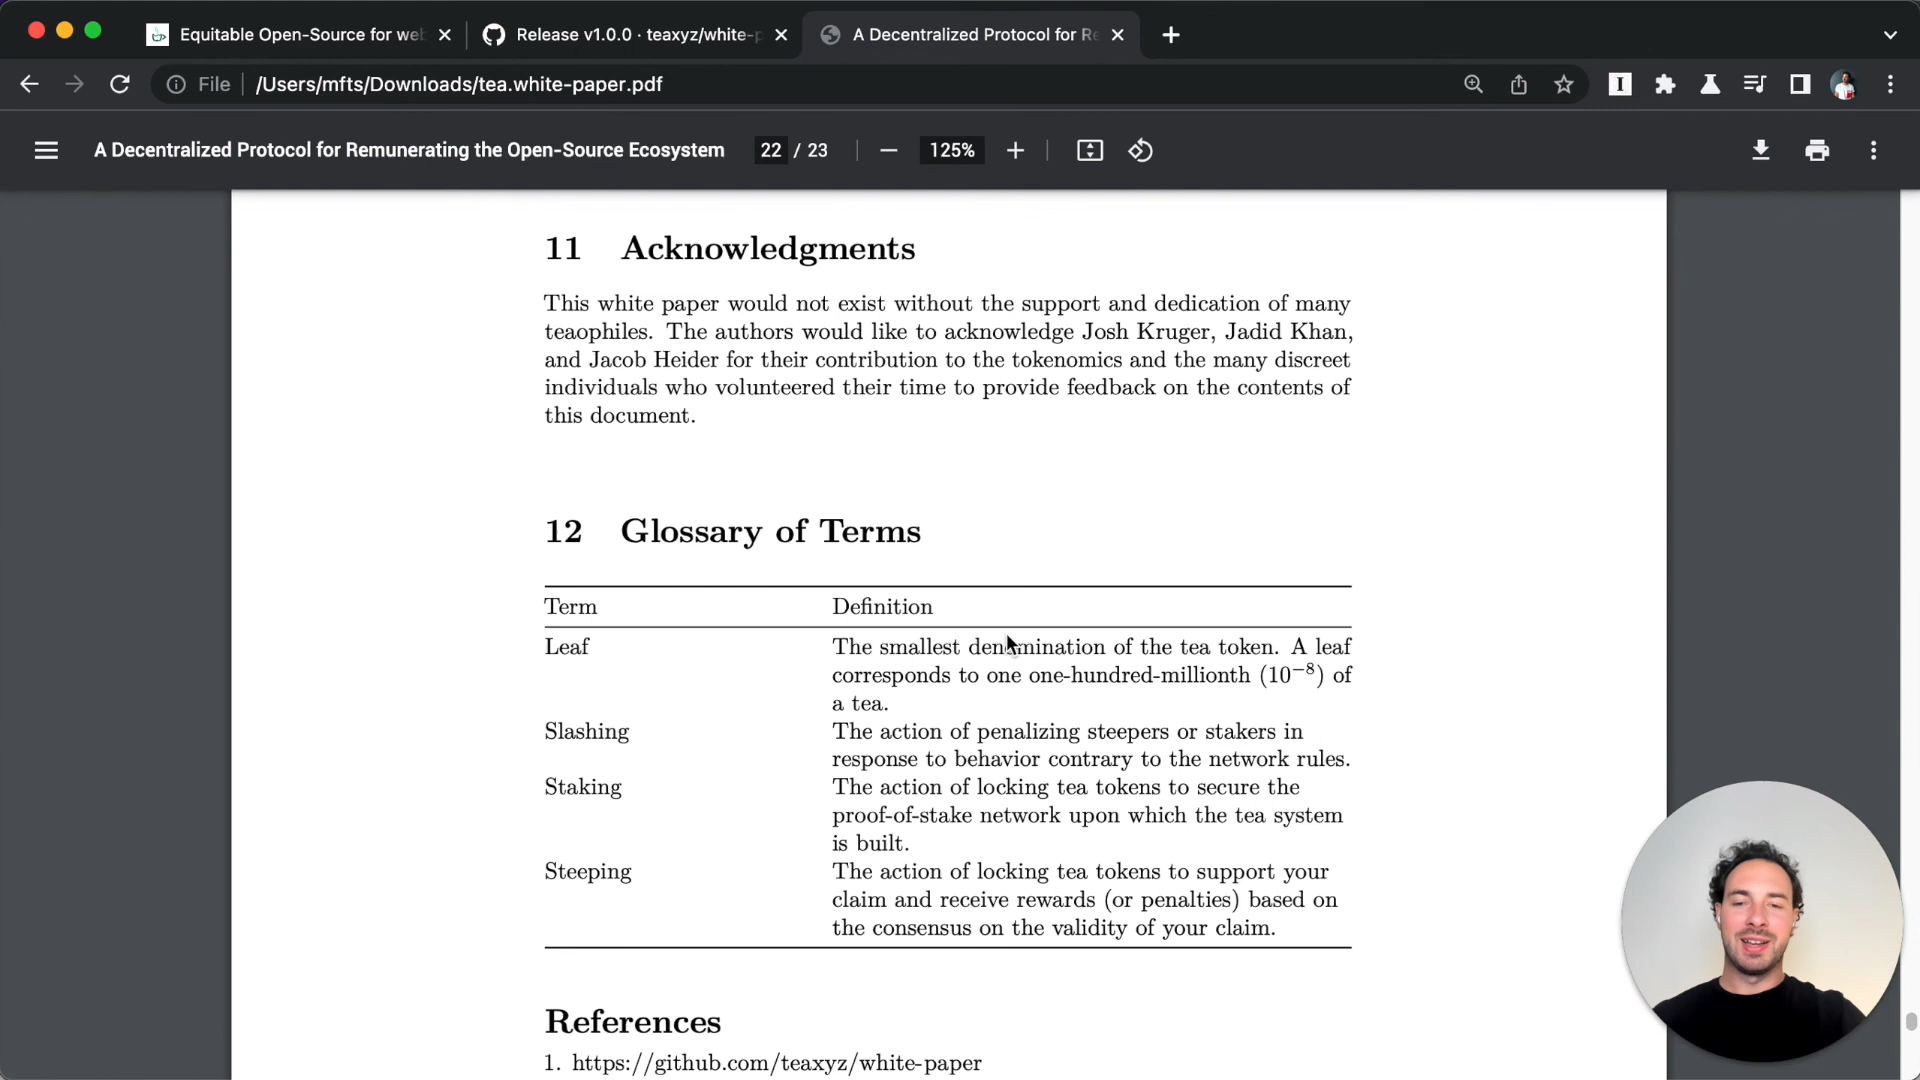 Equitable Open-Source for web
Release v1.0.0 · teaxyz/white-p
A Decentralized Protocol for Re
File
/Users/mfts/Downloads/tea.white-paper.pdf
A Decentralized Protocol for Remunerating the Open-Source Ecosystem
22 / 23
125%
11 Acknowledgments
This white paper would not exist without the support and dedication of many
teaophiles. The authors would like to acknowledge Josh Kruger, Jadid Khan,
and Jacob Heider for their contribution to the tokenomics and the many discreet
individuals who volunteered their time to provide feedback on the contents of
this document.
12 Glossary of Terms
Term Definition
Leaf The smallest denomination of the tea token. A leaf
corresponds to one one-hundred-millionth (10⁻⁸) of
a tea.
Slashing The action of penalizing steepers or stakers in
response to behavior contrary to the network rules.
Staking The action of locking tea tokens to secure the
proof-of-stake network upon which the tea system
is built.
Steeping The action of locking tea tokens to support your
claim and receive rewards (or penalties) based on
the consensus on the validity of your claim.
References
1. https://github.com/teaxyz/white-paper